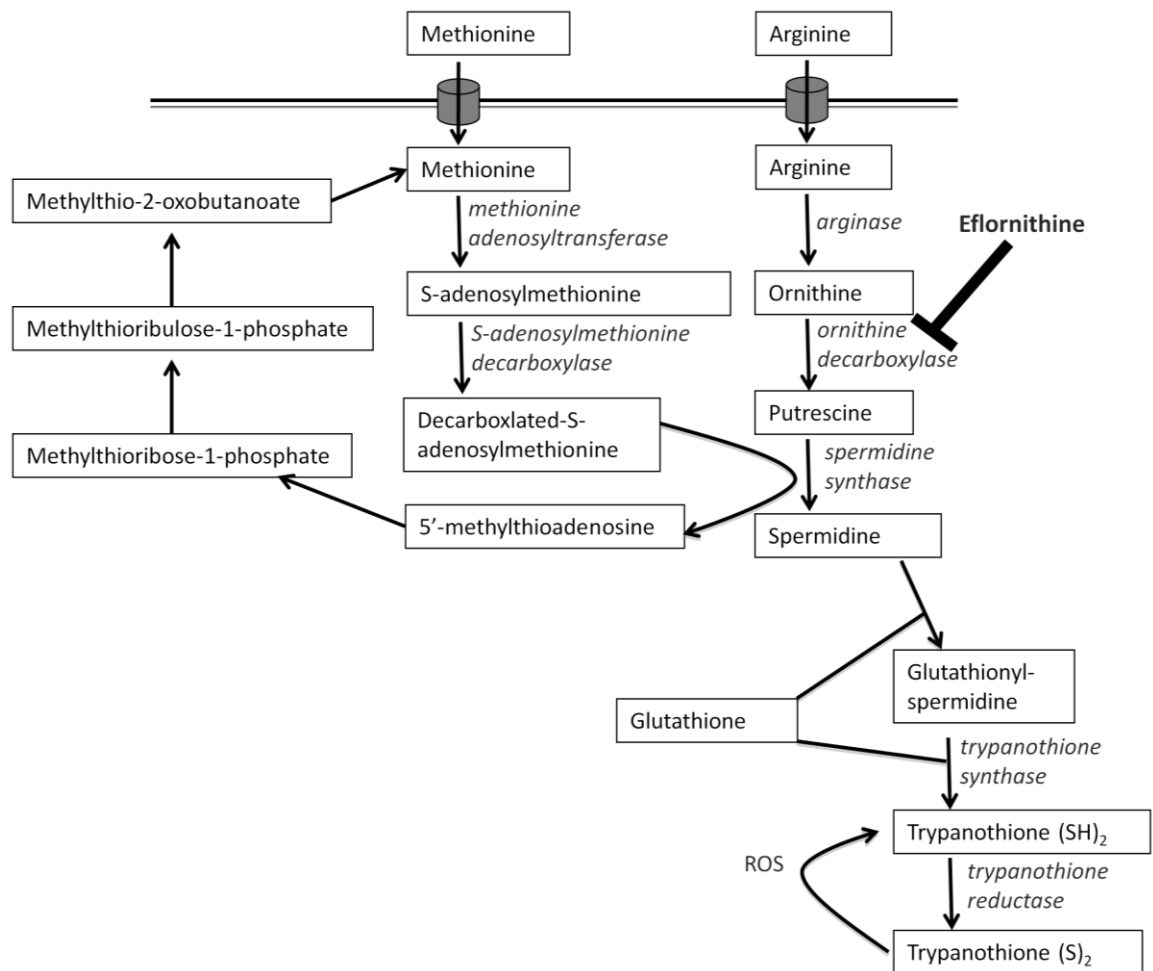 Methionine
Arginine
Methionine
Arginine
Methylthio-2-oxobutanoate
methionine
adenosyltransferase
arginase
Eflornithine
S-adenosylmethionine
Ornithine
Methylthioribulose-1-phosphate
S-adenosylmethionine
decarboxylase
ornithine
decarboxylase
Decarboxlated-S-
adenosylmethionine
Putrescine
Methylthioribose-1-phosphate
spermidine
synthase
5’-methylthioadenosine
Spermidine
Glutathionyl-
spermidine
Glutathione
trypanothione
synthase
Trypanothione (SH)₂
ROS
trypanothione
reductase
Trypanothione (S)₂